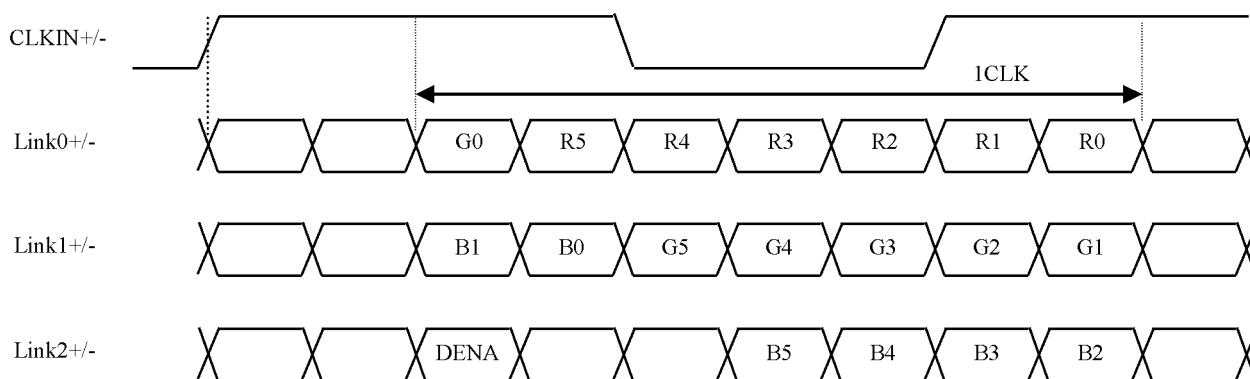 CLKIN+/-
1CLK
Link0+/- G0 R5 R4 R3 R2 R1 R0
Link1+/- B1 B0 G5 G4 G3 G2 G1
Link2+/- DENA B5 B4 B3 B2